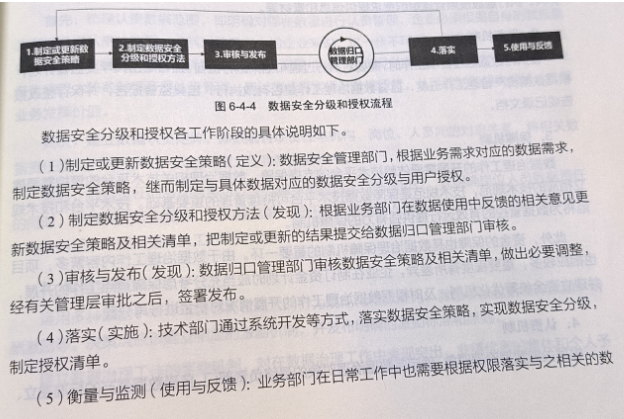 1.制定或更新数
据安全策略
2.制定数据安全
分级和授权方法
3.审核与发布
数据归口
管理部门
4.落实
5.使用与反馈
图 6-4-4 数据安全分级和授权流程
数据安全分级和授权各工作阶段的具体说明如下。
(1)制定或更新数据安全策略(定义):数据安全管理部门,根据业务需求对应的数据需求,
制定数据安全策略,继而制定与具体数据对应的数据安全分级与用户授权。
(2)制定数据安全分级和授权方法(发现):根据业务部门在数据使用中反馈的相关意见更
新数据安全策略及相关清单,把制定或更新的结果提交给数据归口管理部门审核。
(3)审核与发布(发现):数据归口管理部门审核数据安全策略及相关清单,做出必要调整,
经有关管理层审批之后,签署发布。
(4)落实(实施):技术部门通过系统开发等方式,落实数据安全策略,实现数据安全分级,
制定授权清单。
(5)衡量与监测(使用与反馈):业务部门在日常工作中也需要根据权限落实与之相关的数